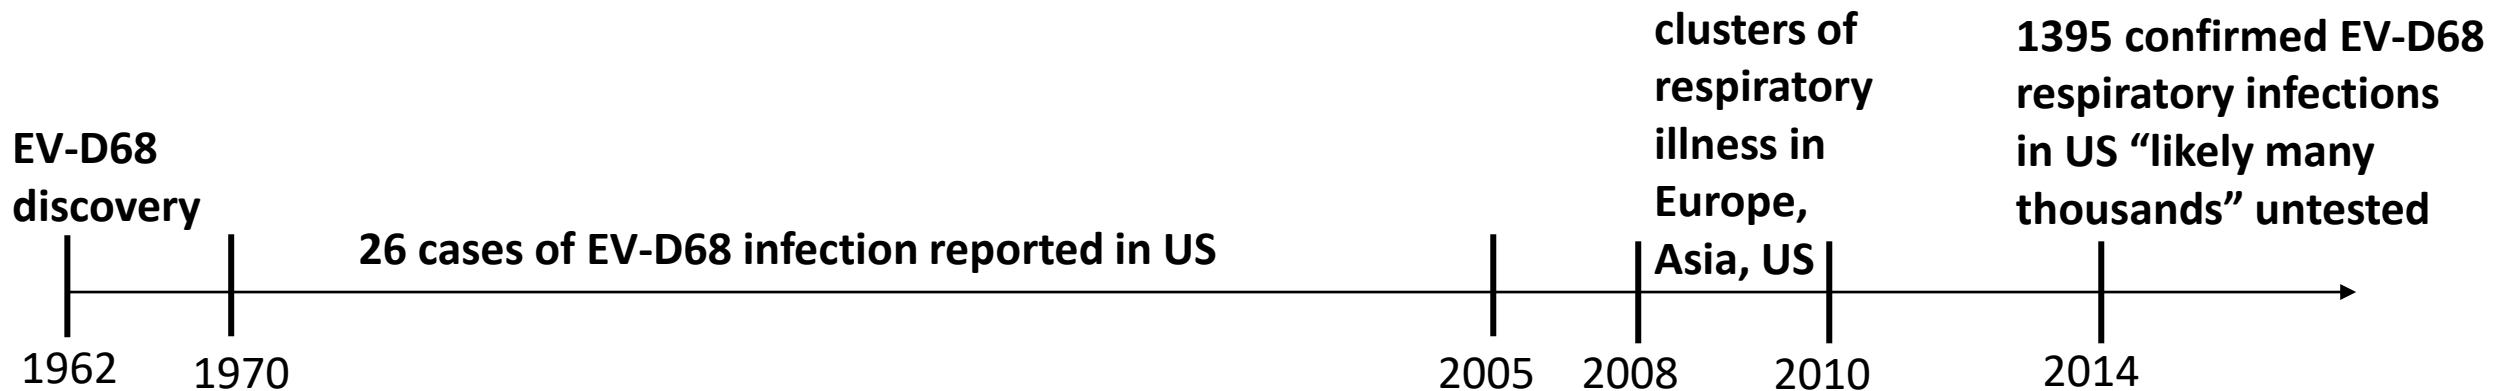 EV-D68
discovery
26 cases of EV-D68 infection reported in US
clusters of
respiratory
illness in
Europe,
Asia, US
1395 confirmed EV-D68
respiratory infections
in US “likely many
thousands” untested
1962
1970
2005
2008
2010
2014